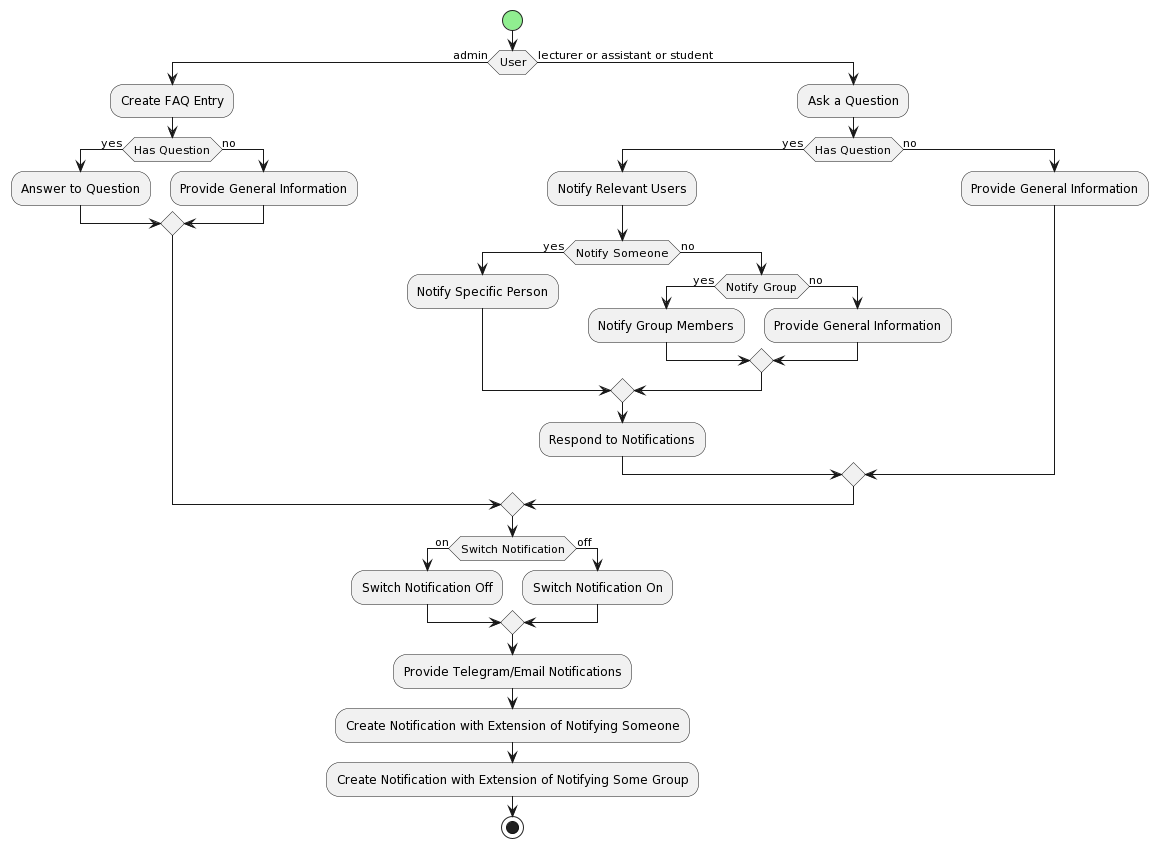 admin
User
lecturer or assistant or student
Create FAQ Entry
Ask a Question
yes
Has Question
no
yes
Has Question
no
Answer to Question
Provide General Information
Notify Relevant Users
Provide General Information
yes
Notify Someone
no
Notify Specific Person
yes
Notify Group
no
Notify Group Members
Provide General Information
Respond to Notifications
on
Switch Notification
off
Switch Notification Off
Switch Notification On
Provide Telegram/Email Notifications
Create Notification with Extension of Notifying Someone
Create Notification with Extension of Notifying Some Group